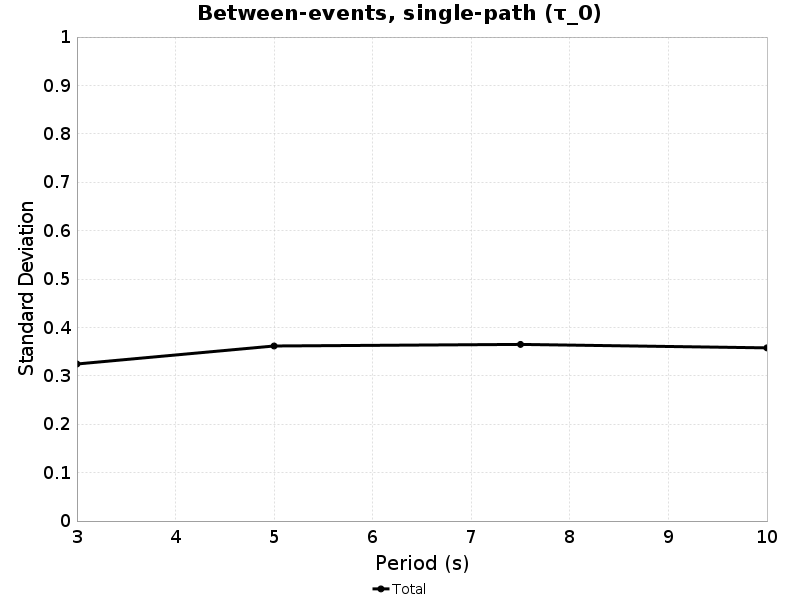 Between-events, single-path (τ_0)
1
0.9
0.8
0.7
0.6
0.5
0.4
0.3
0.2
0.1
0
Standard Deviation
3 4 5 6 7 8 9 10
Period (s)
Total